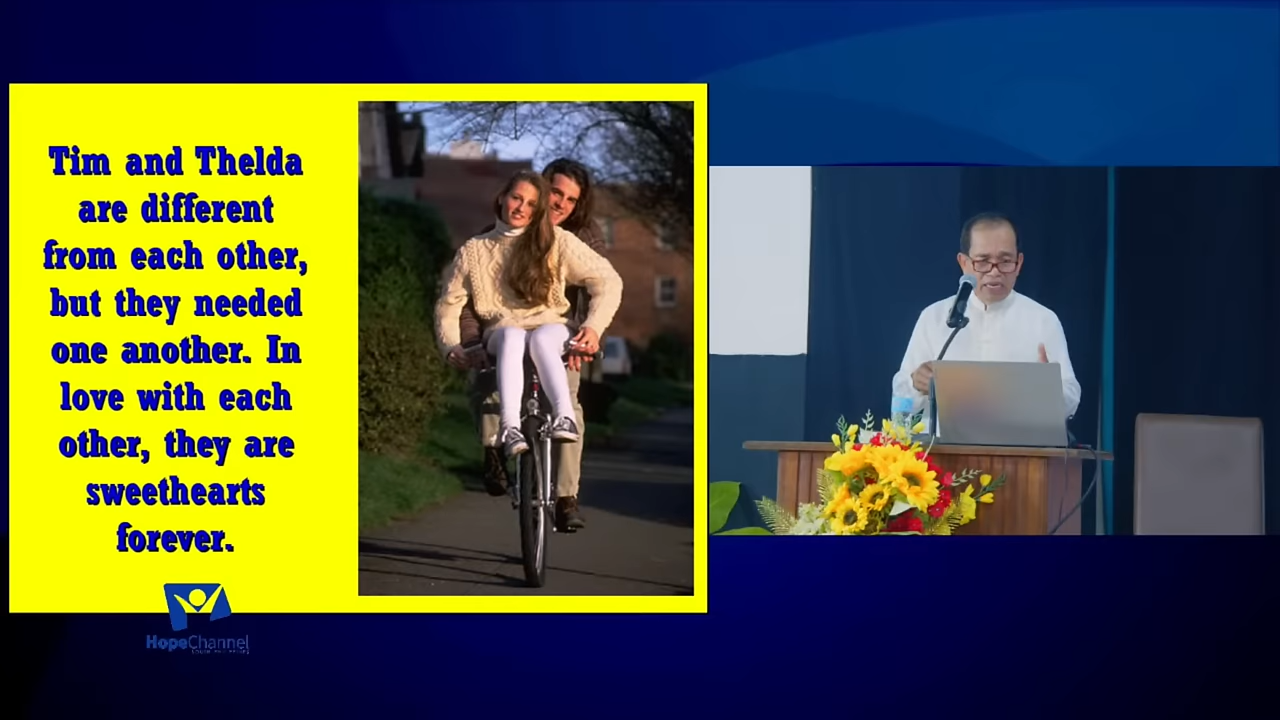 Tim and Thelda
are different
from each other,
but they needed
one another. In
love with each
other, they are
sweethearts
forever.
HopeChannel